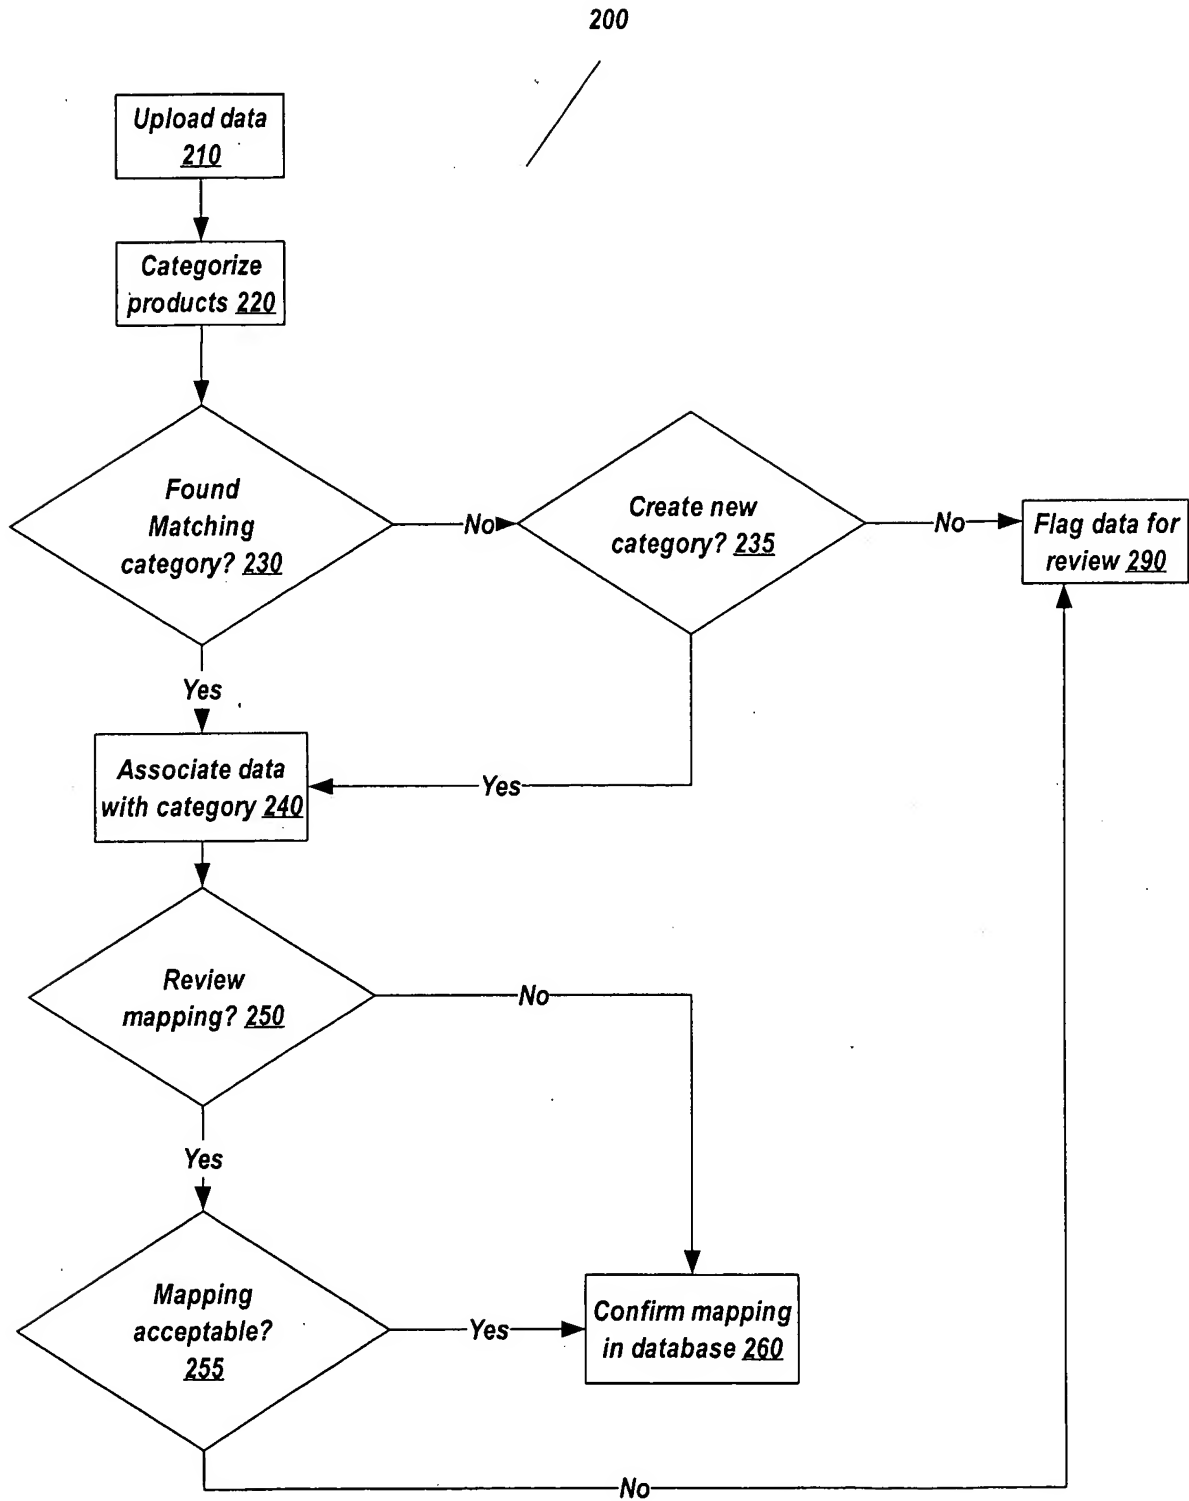 200
Upload data
210
Categorize
products 220
Found
Matching
category? 230
No
Create new
category? 235
No
Flag data for
review 290
Yes
Associate data
with category 240
Yes
Review
mapping? 250
No
Yes
Mapping
acceptable?
255
Yes
Confirm mapping
in database 260
No